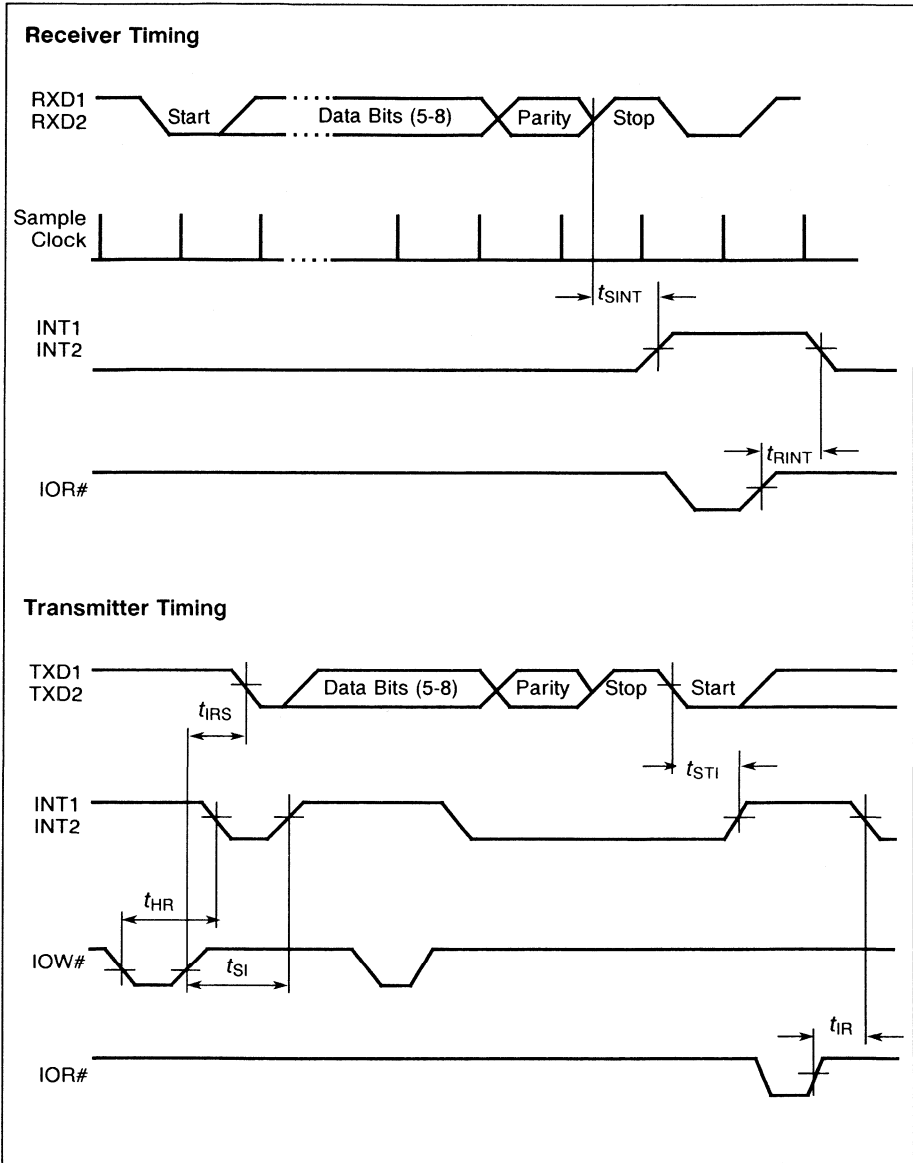 Receiver Timing
RXD1
RXD2
Start
Data Bits (5-8)
Parity
Stop
Sample
Clock
tSINT
INT1
INT2
tRINT
IOR#
Transmitter Timing
TXD1
TXD2
Data Bits (5-8)
Parity
Stop
Start
tIRS
tSTI
INT1
INT2
tHR
IOW#
tSI
tIR
IOR#